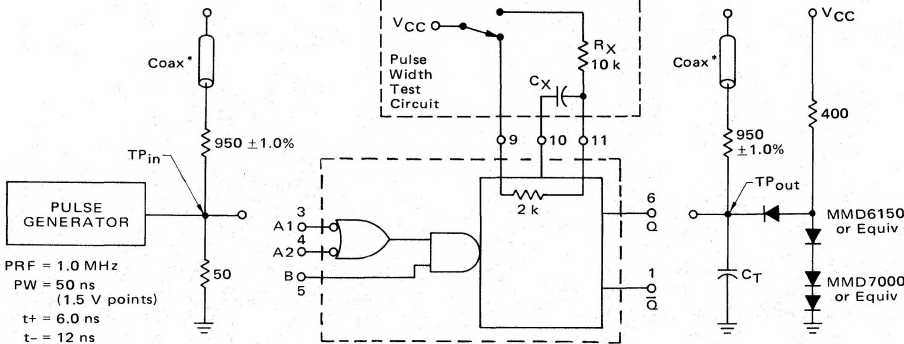 Coax*
950 ±1.0%
TPin
PULSE
GENERATOR
50
PRF = 1.0 MHz
PW = 50 ns
(1.5 V points)
t+ = 6.0 ns
t– = 12 ns
VCC
Pulse
Width
Test
Circuit
RX
10 k
CX
9
10
11
2 k
3
A1
4
A2
B
5
6
Q
1
Q̅
Coax*
950
±1.0%
TPout
CT
VCC
400
MMD6150
or Equiv
MMD7000
or Equiv